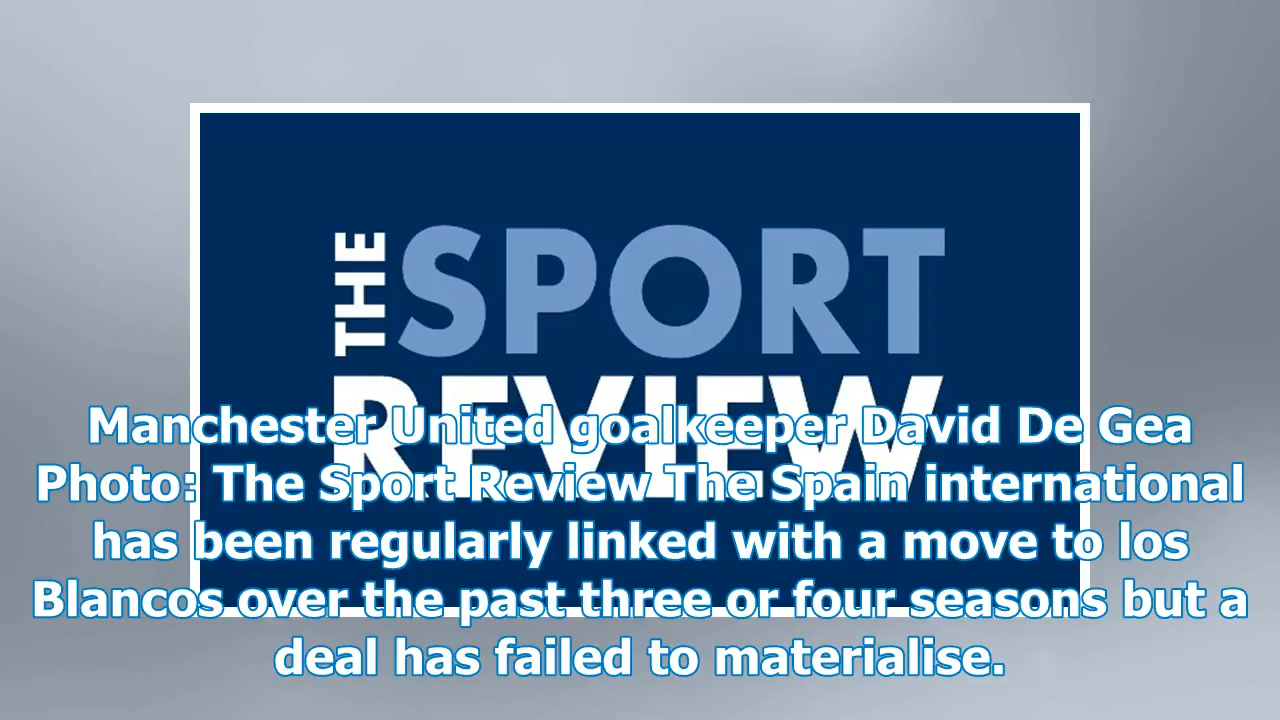 THE
SPORT
REVIEW
Manchester United goalkeeper David De Gea
Photo: The Sport Review The Spain international
has been regularly linked with a move to los
Blancos over the past three or four seasons but a
deal has failed to materialise.